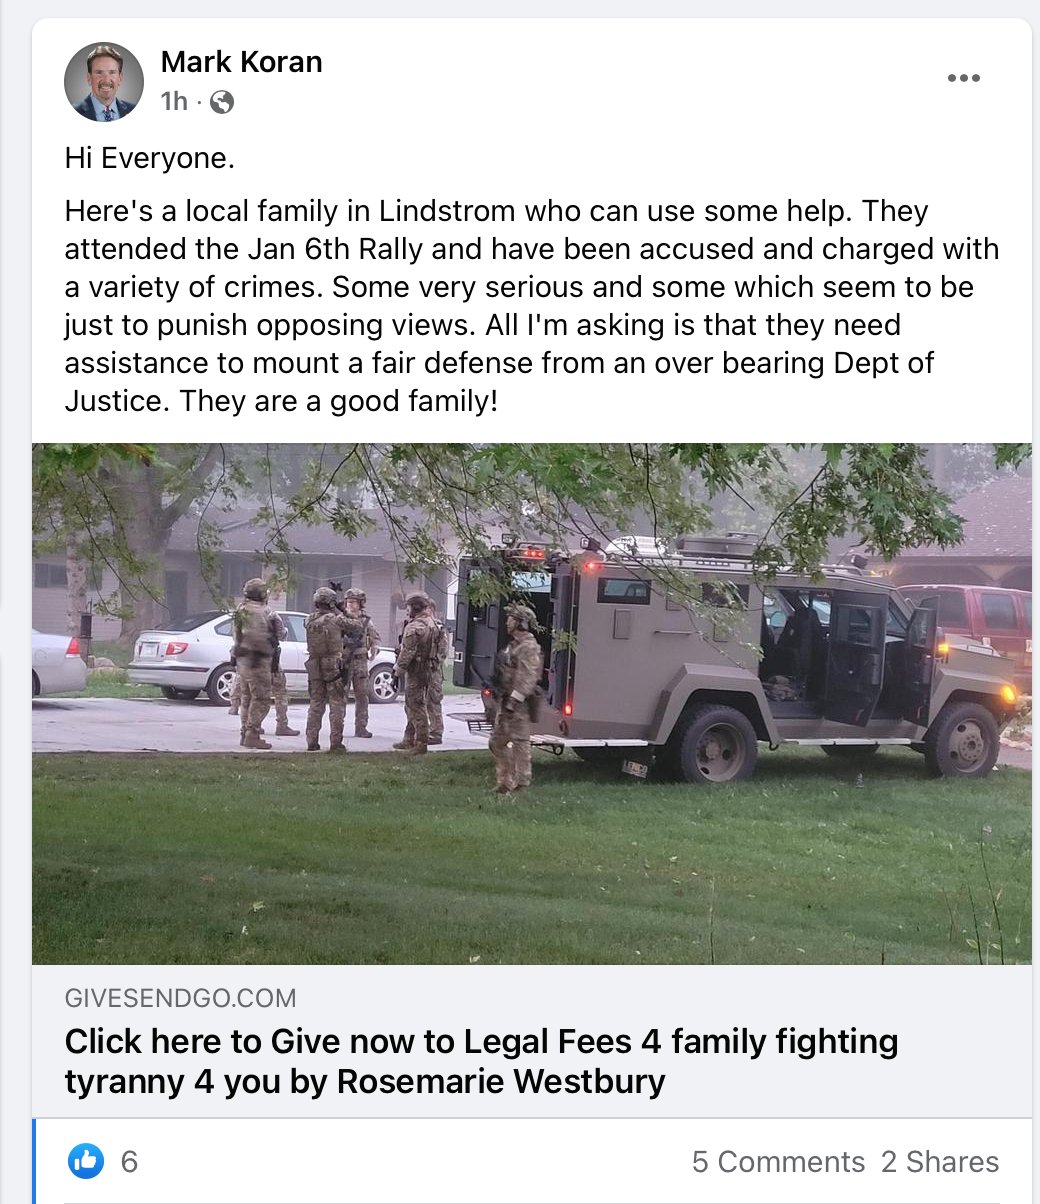 Mark Koran
1h ·
Hi Everyone.
Here's a local family in Lindstrom who can use some help. They
attended the Jan 6th Rally and have been accused and charged with
a variety of crimes. Some very serious and some which seem to be
just to punish opposing views. All I'm asking is that they need
assistance to mount a fair defense from an over bearing Dept of
Justice. They are a good family!
GIVESENDGO.COM
Click here to Give now to Legal Fees 4 family fighting
tyranny 4 you by Rosemarie Westbury
6
5 Comments 2 Shares